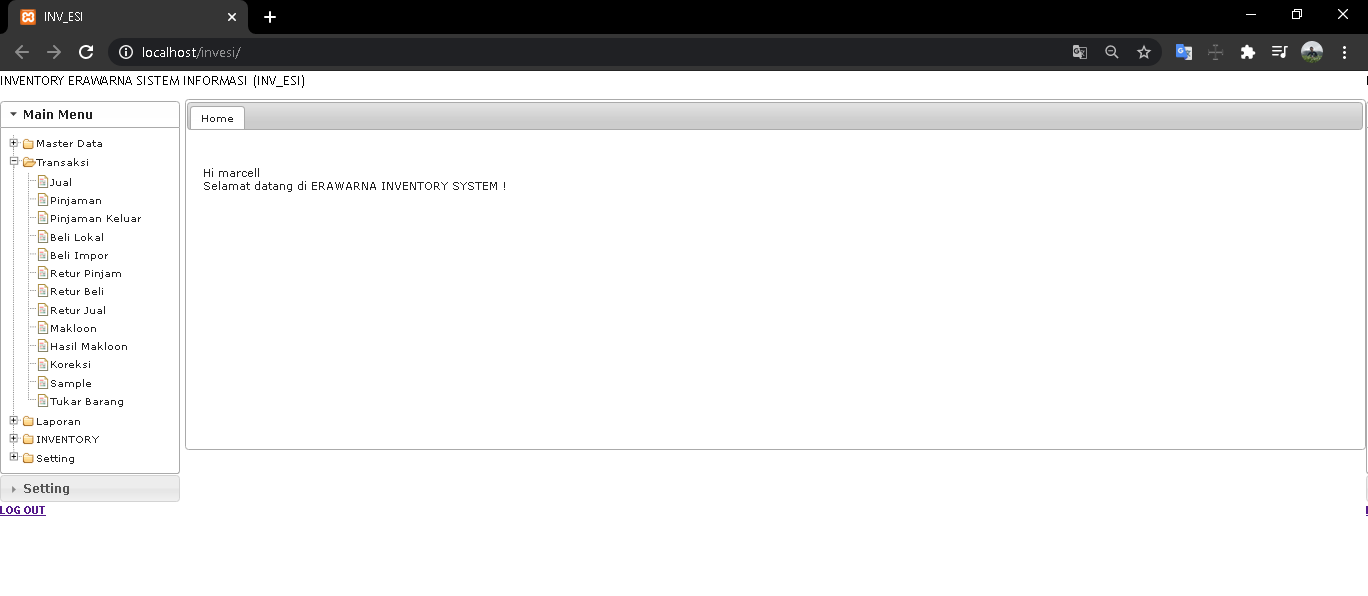 INV_ESI
localhost/invesi/
INVENTORY ERAWARNA SISTEM INFORMASI (INV_ESI)
Main Menu
Master Data
Transaksi
Jual
Pinjaman
Pinjaman Keluar
Beli Lokal
Beli Impor
Retur Pinjam
Retur Beli
Retur Jual
Makloon
Hasil Makloon
Koreksi
Sample
Tukar Barang
Laporan
INVENTORY
Setting
Setting
LOG OUT
Home
Hi marcell
Selamat datang di ERAWARNA INVENTORY SYSTEM !